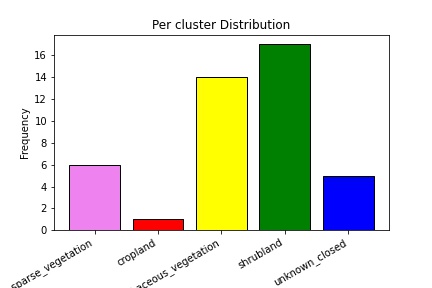 Per cluster Distribution
16
14
12
10
8
6
4
2
0
Frequency
sparse_vegetation
cropland
aceous_vegetation
shrubland
unknown_closed